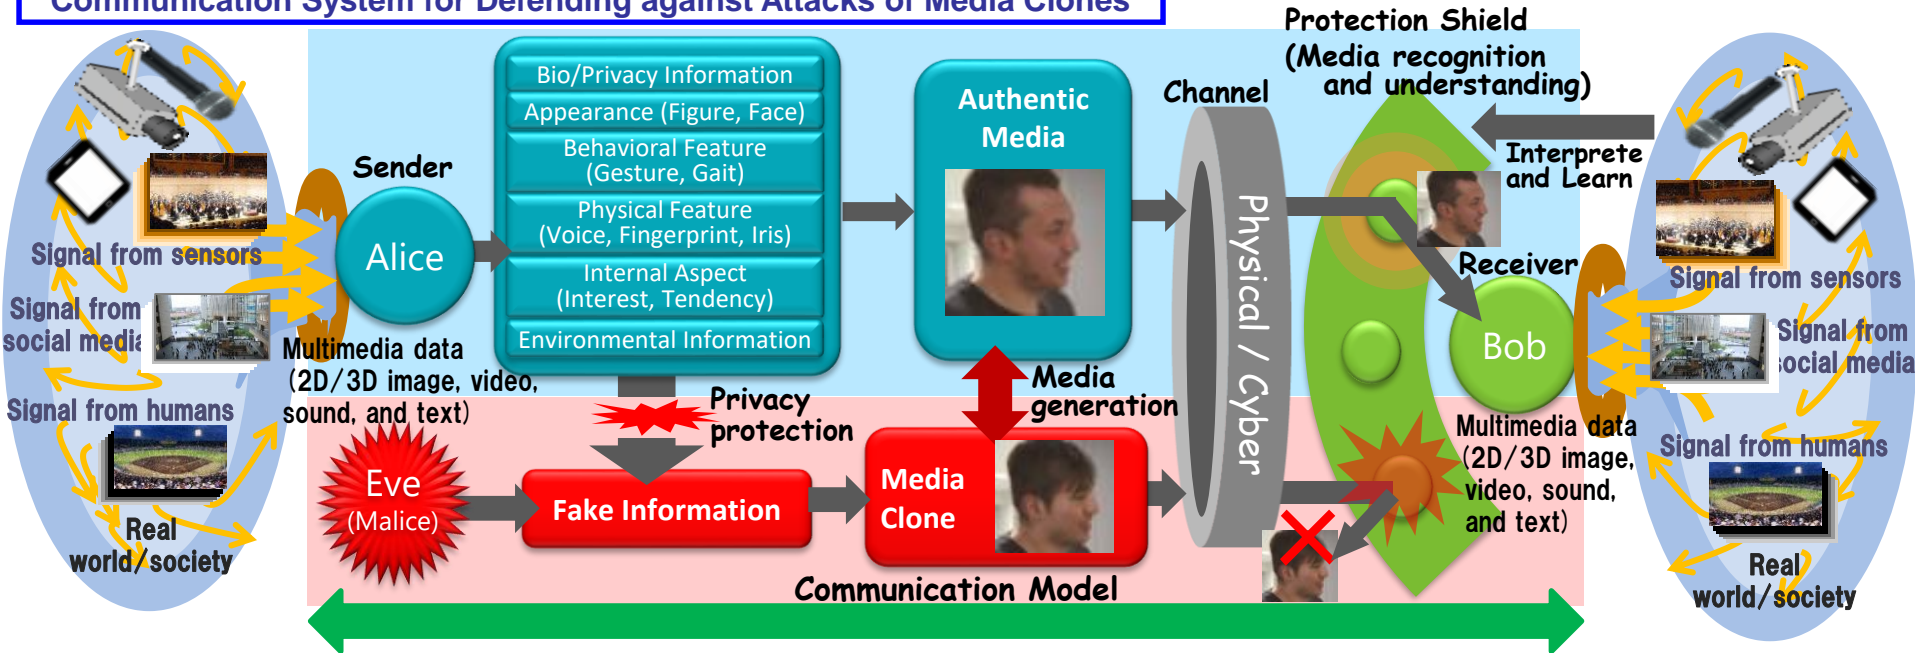 Communication System for Defending against Attacks of Media Clones
Protection Shield
(Media recognition
and understanding)
Bio/Privacy Information
Appearance (Figure, Face)
Behavioral Feature
(Gesture, Gait)
Physical Feature
(Voice, Fingerprint, Iris)
Internal Aspect
(Interest, Tendency)
Environmental Information
Authentic
Media
Channel
Interprete
and Learn
Sender
Alice
Signal from sensors
Signal from
social media
Signal from humans
Real
world/society
Multimedia data
(2D/3D image, video,
sound, and text)
Privacy
protection
Media
generation
Physical / Cyber
Receiver
Bob
Eve
(Malice)
Fake Information
Media
Clone
Multimedia data
(2D/3D image,
video, sound,
and text)
Signal from sensors
Signal from
social media
Signal from humans
Real
world/society
Communication Model